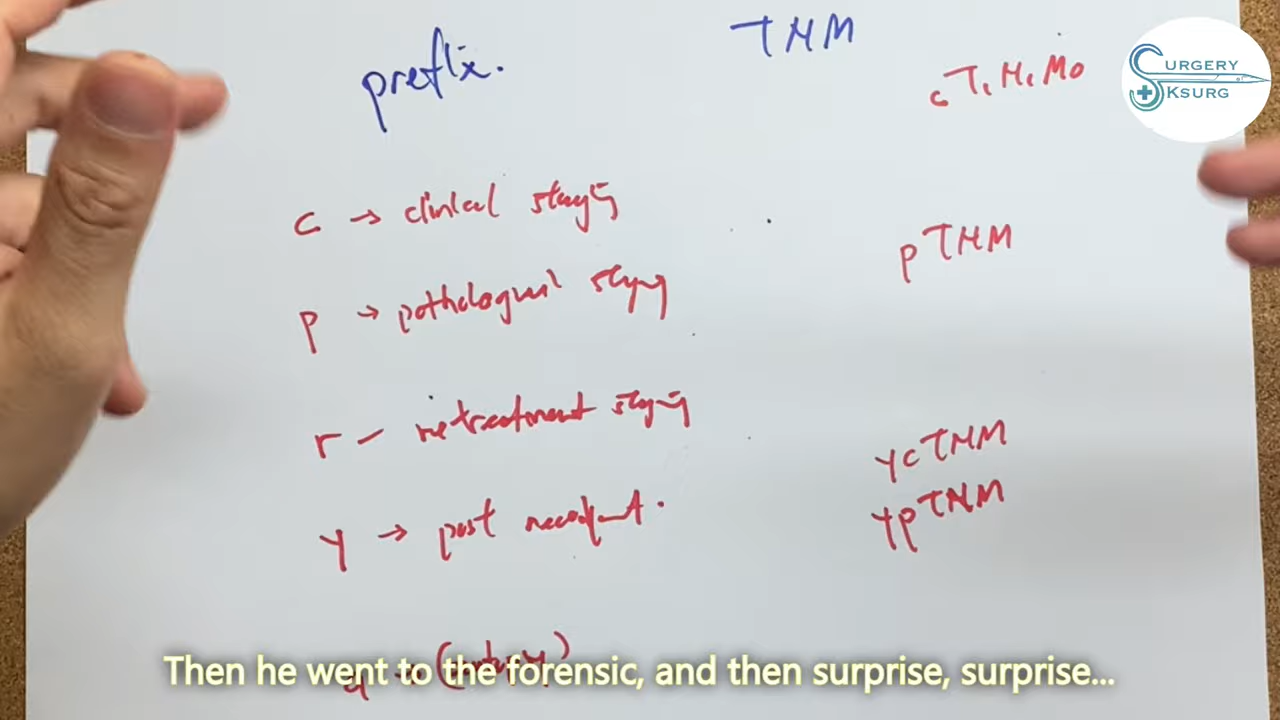 prefix.
TNM
cT1N1M0
SURGERY
KSURG
c → clinical staging
p → pathological staging
pTNM
r – retreatment staging
ycTNM
y → post neoadjuvant.
ypTNM
a → (autopsy)
Then he went to the forensic, and then surprise, surprise...